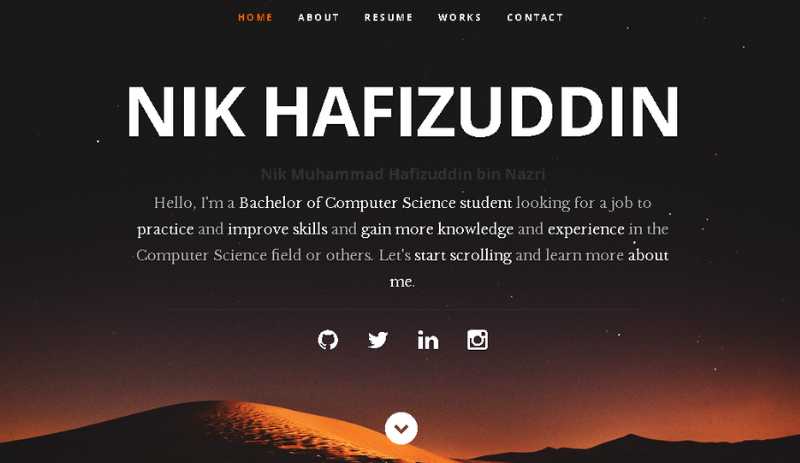 HOME ABOUT RESUME WORKS CONTACT
NIK HAFIZUDDIN
Nik Muhammad Hafizuddin bin Nazri
Hello, I'm a Bachelor of Computer Science student looking for a job to
practice and improve skills and gain more knowledge and experience in the
Computer Science field or others. Let's start scrolling and learn more about
me.